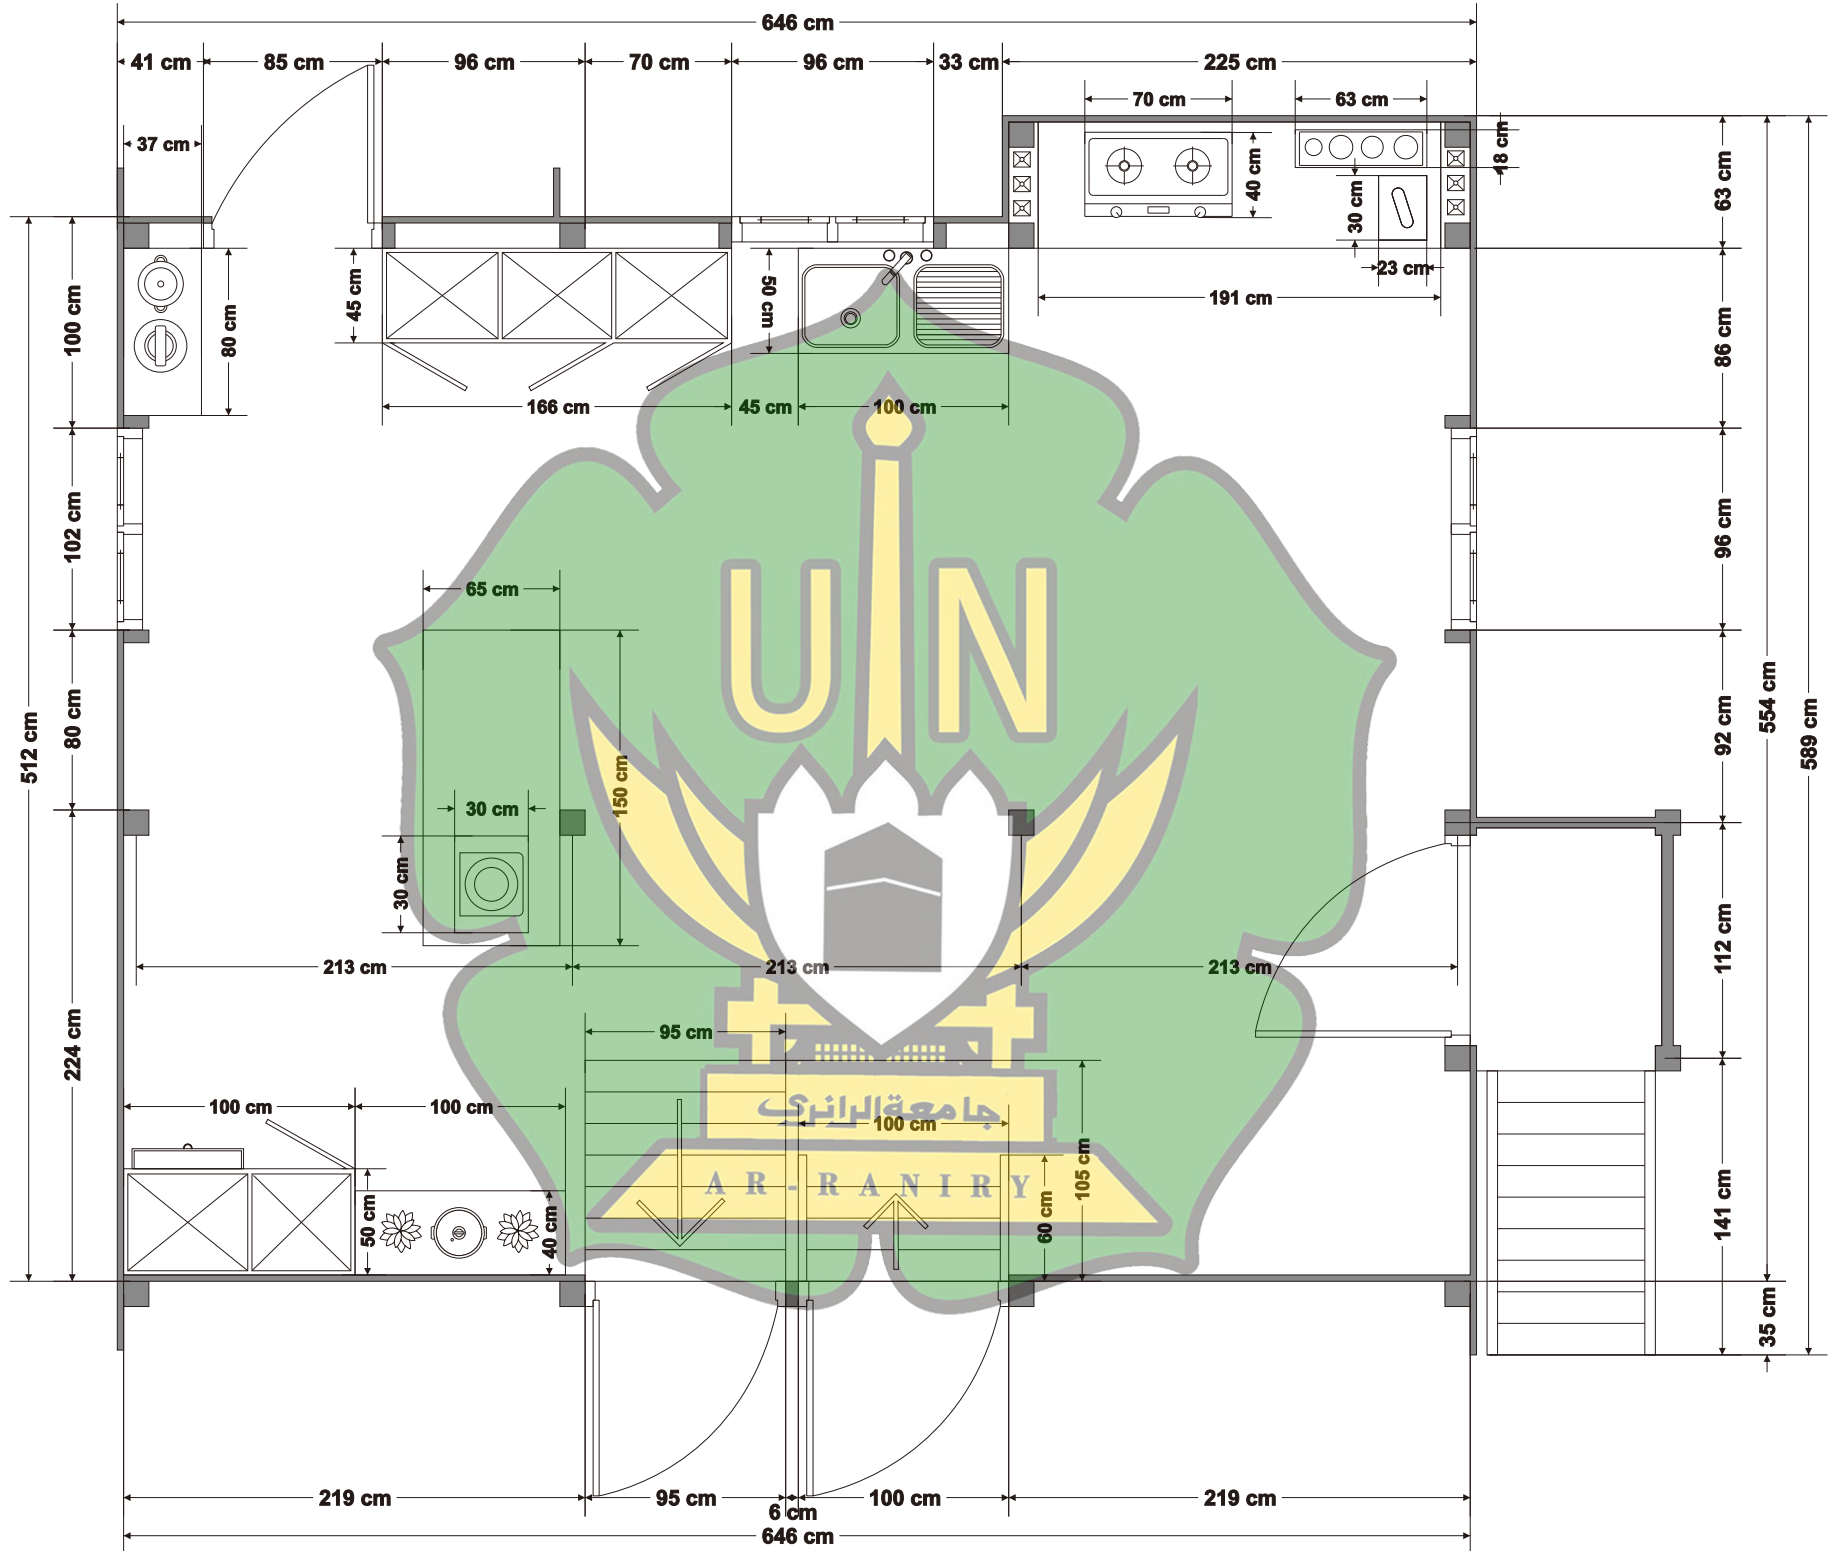 646 cm
41 cm
85 cm
96 cm
70 cm
96 cm
33 cm
225 cm
70 cm
63 cm
37 cm
18 cm
40 cm
30 cm
63 cm
23 cm
191 cm
100 cm
80 cm
45 cm
50 cm
86 cm
166 cm
45 cm
100 cm
102 cm
96 cm
65 cm
UIN
512 cm
80 cm
150 cm
92 cm
554 cm
589 cm
30 cm
30 cm
213 cm
213 cm
213 cm
112 cm
224 cm
95 cm
100 cm
100 cm
جامعة الرانري
100 cm
105 cm
A R - R A N I R Y
50 cm
40 cm
60 cm
141 cm
35 cm
219 cm
95 cm
6 cm
100 cm
219 cm
646 cm